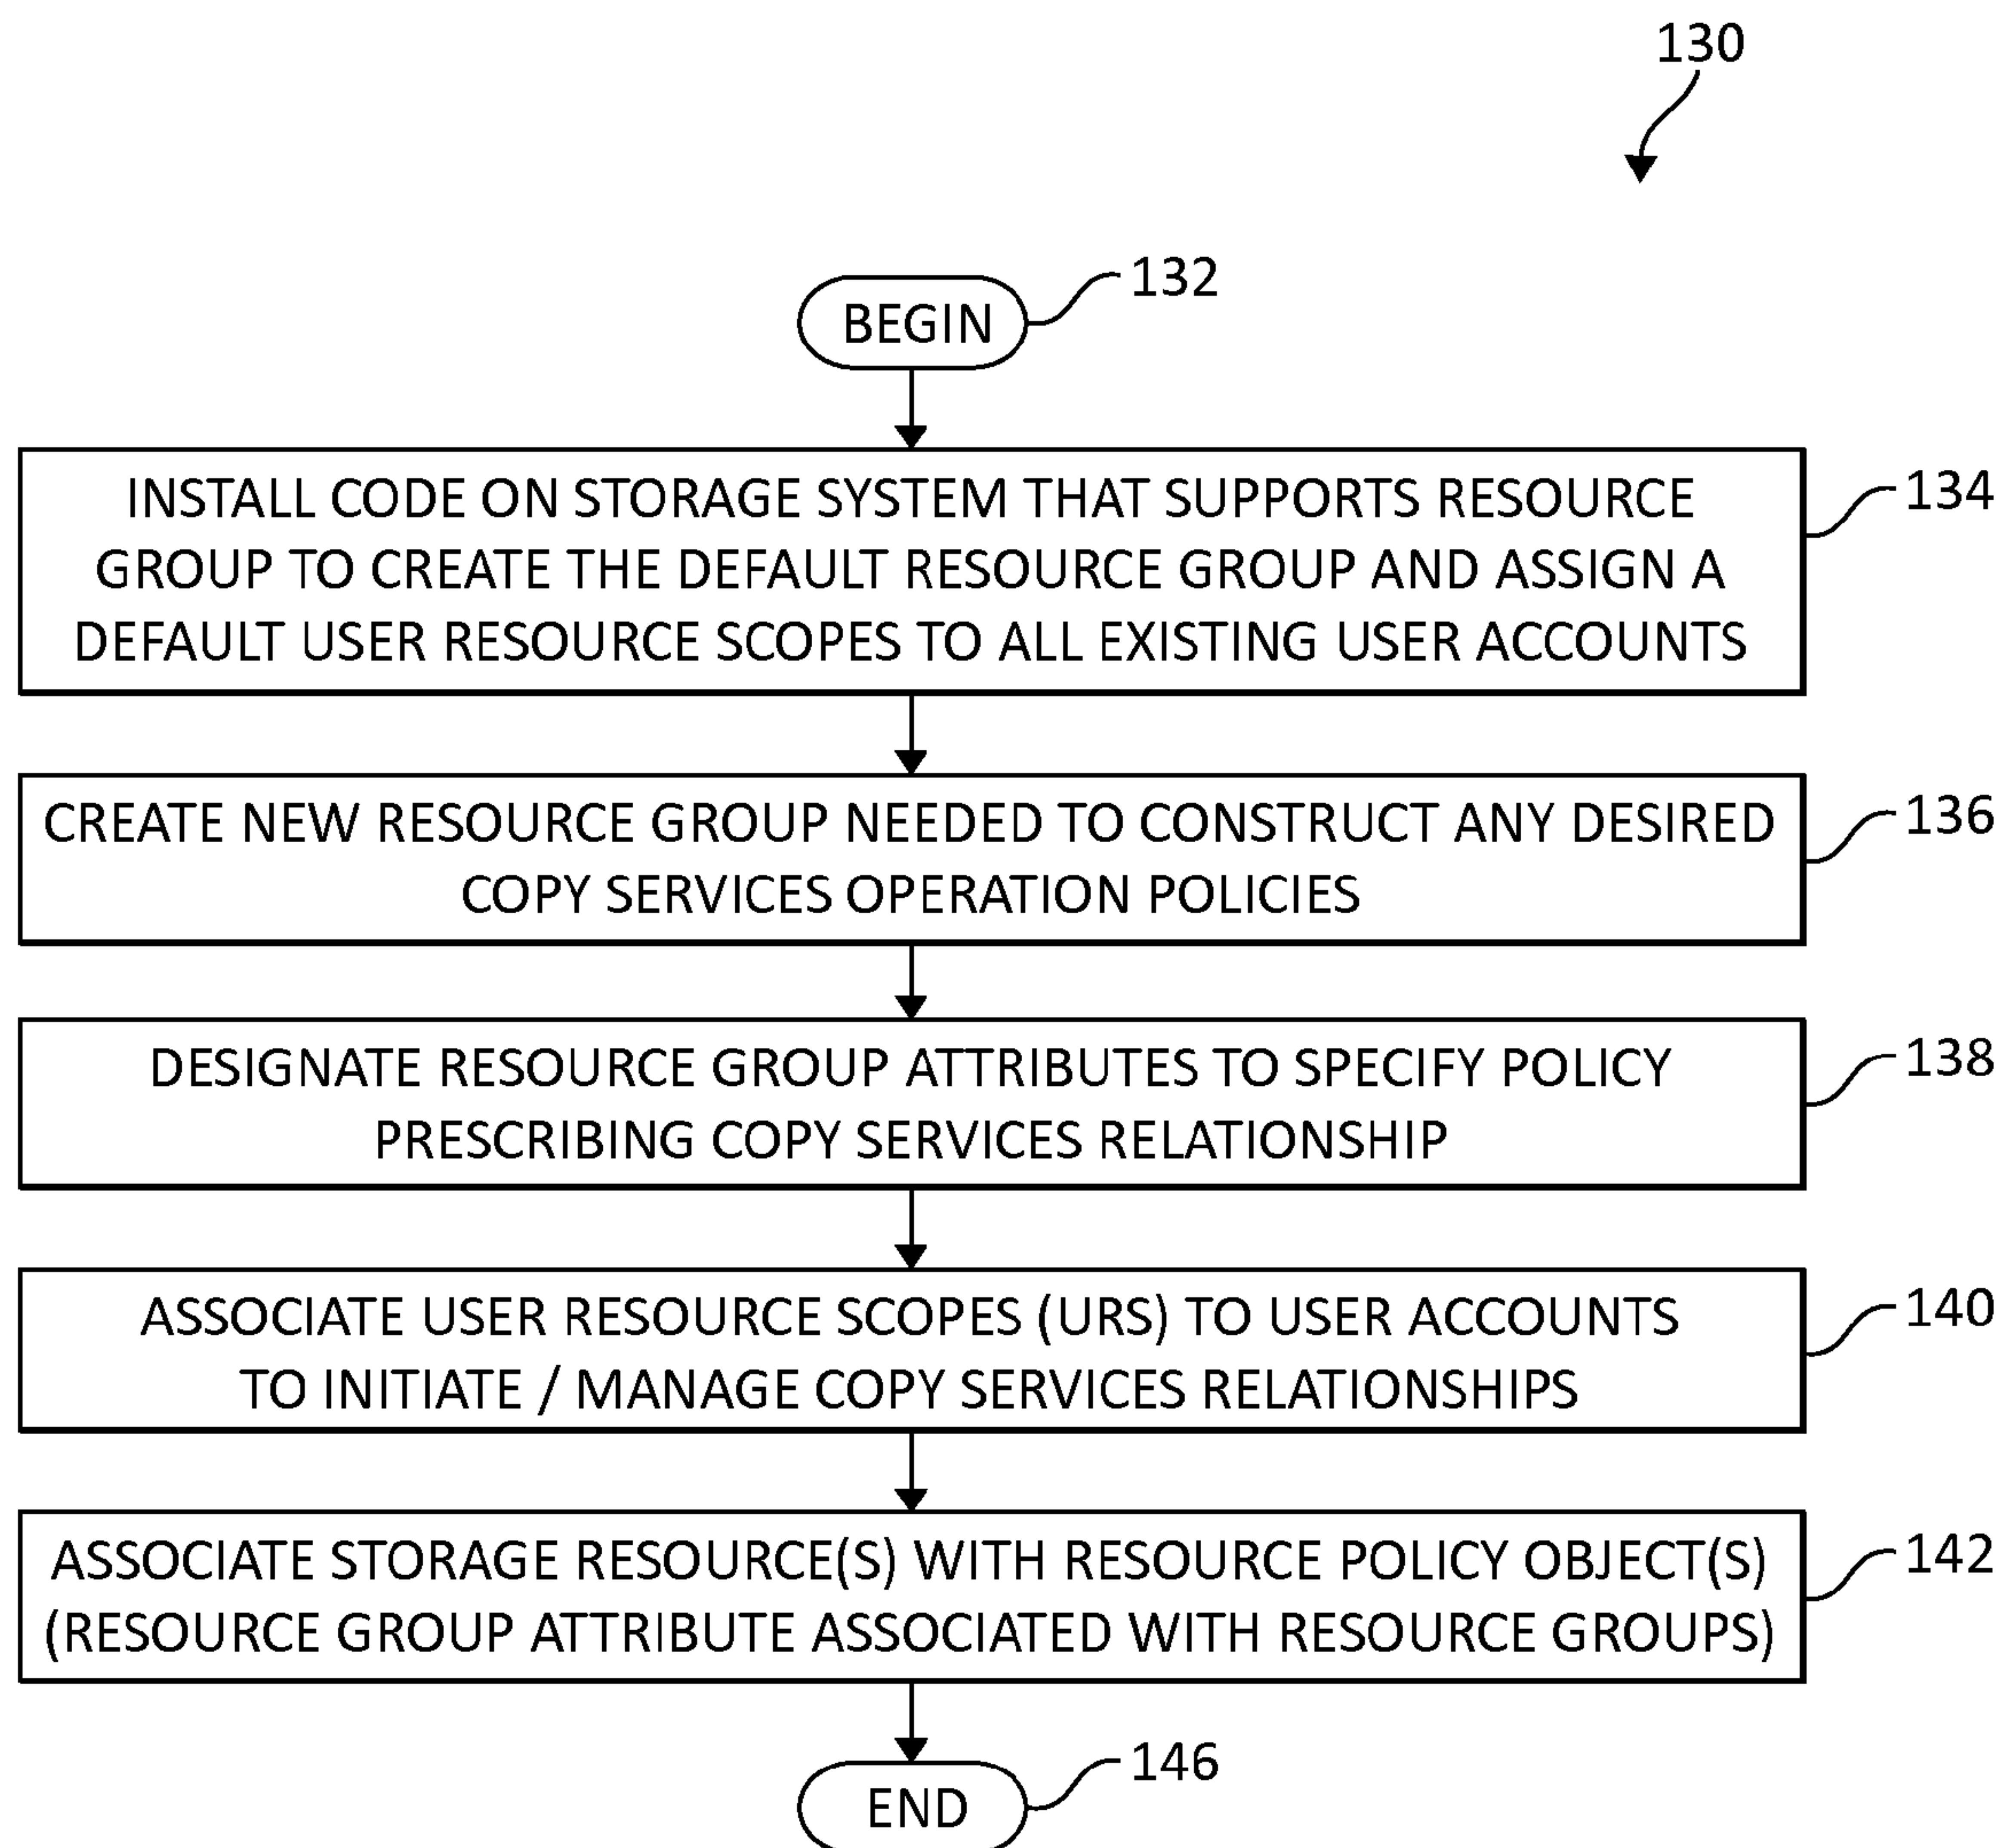 130
BEGIN
132
INSTALL CODE ON STORAGE SYSTEM THAT SUPPORTS RESOURCE
GROUP TO CREATE THE DEFAULT RESOURCE GROUP AND ASSIGN A
DEFAULT USER RESOURCE SCOPES TO ALL EXISTING USER ACCOUNTS
134
CREATE NEW RESOURCE GROUP NEEDED TO CONSTRUCT ANY DESIRED
COPY SERVICES OPERATION POLICIES
136
DESIGNATE RESOURCE GROUP ATTRIBUTES TO SPECIFY POLICY
PRESCRIBING COPY SERVICES RELATIONSHIP
138
ASSOCIATE USER RESOURCE SCOPES (URS) TO USER ACCOUNTS
TO INITIATE / MANAGE COPY SERVICES RELATIONSHIPS
140
ASSOCIATE STORAGE RESOURCE(S) WITH RESOURCE POLICY OBJECT(S)
(RESOURCE GROUP ATTRIBUTE ASSOCIATED WITH RESOURCE GROUPS)
142
END
146